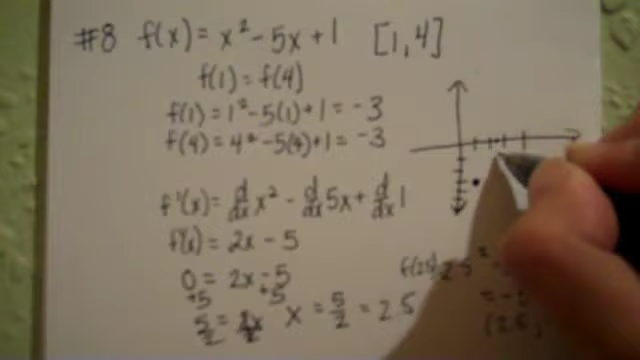 #8 f(x) = x² - 5x + 1 [1,4]
f(1) = f(4)
f(1) = 1² - 5(1) + 1 = -3
f(4) = 4² - 5(4) + 1 = -3
f'(x) = d/dx x² - d/dx 5x + d/dx 1
f'(x) = 2x - 5
0 = 2x - 5
+5 +5
5/2 = 2x/2 x = 5/2 = 2.5
f(2.5) 2.5²